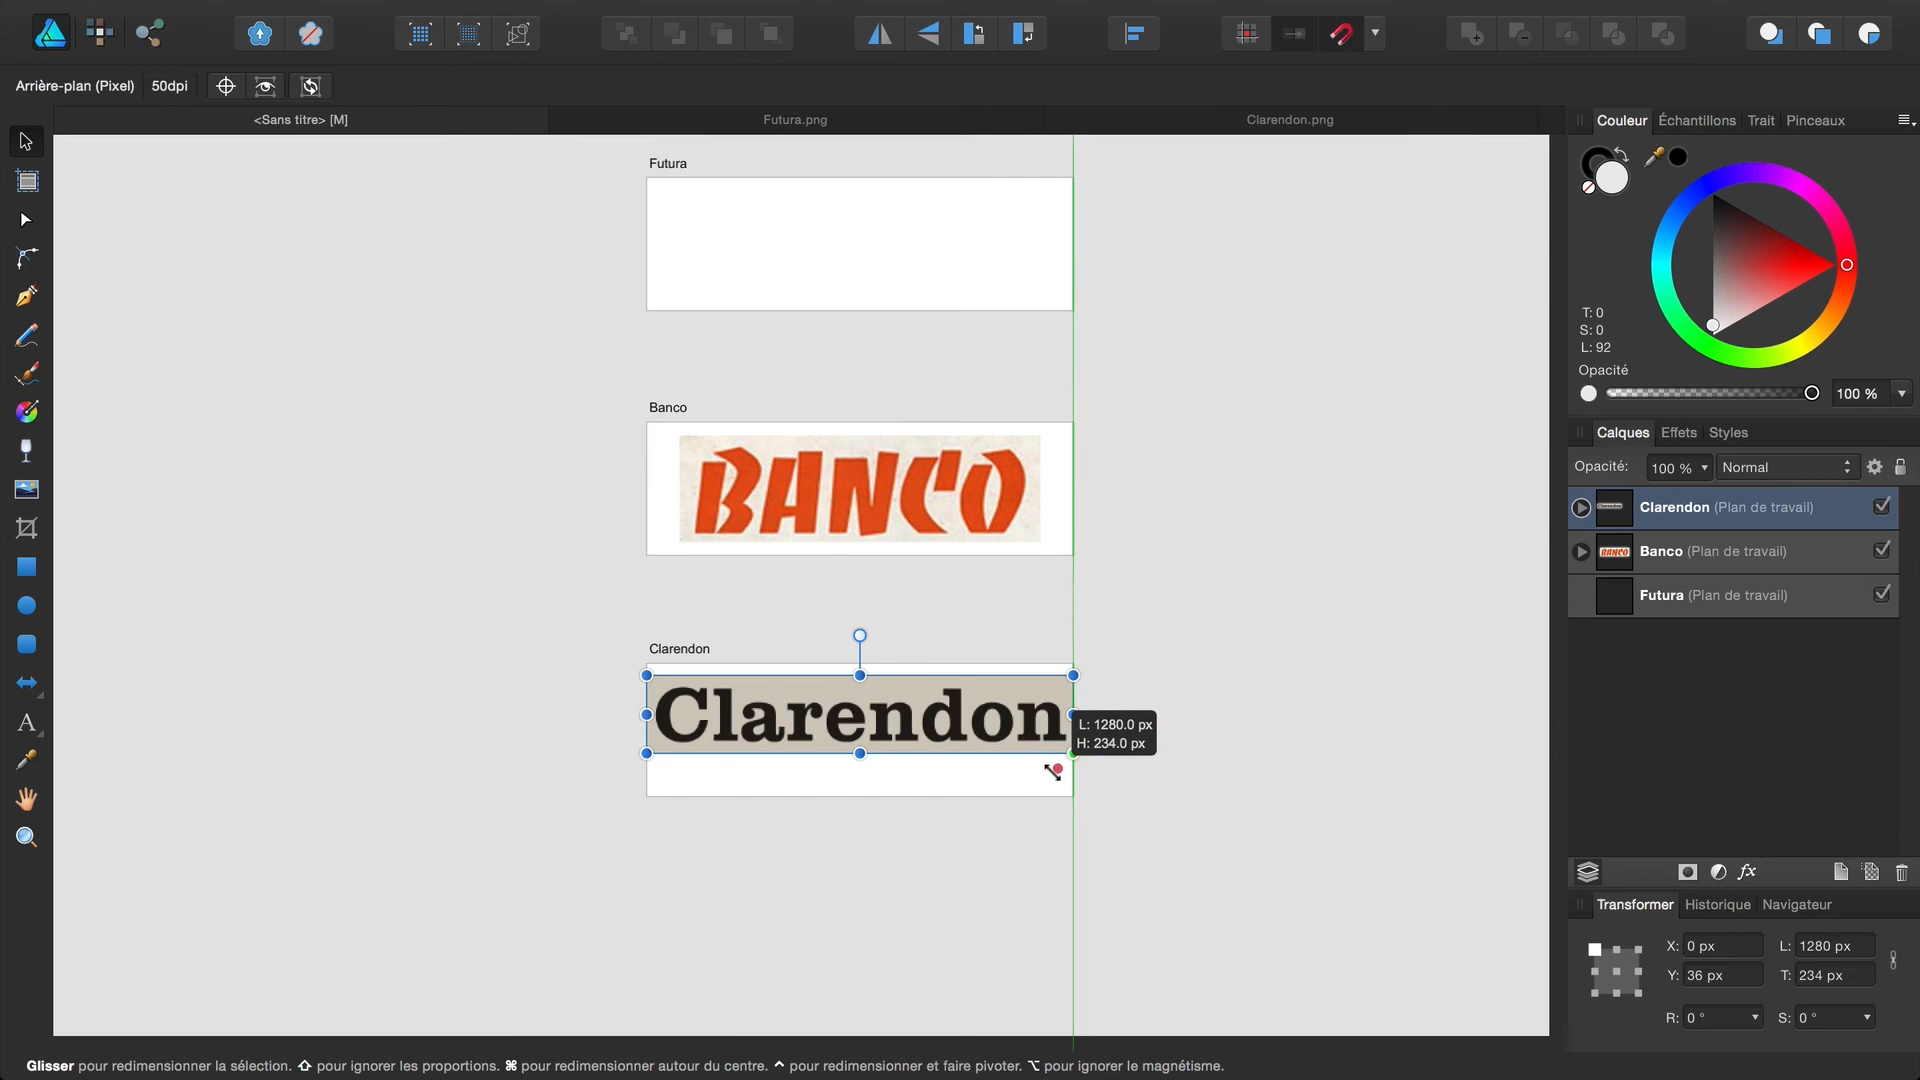 Arrière-plan (Pixel) 50dpi
<Sans titre> [M] Futura.png Clarendon.png
Futura
Banco
BANCO
Clarendon
Clarendon
L: 1280.0 px
H: 234.0 px
Couleur Échantillons Trait Pinceaux
T: 0
S: 0
L: 92
Opacité
100 %
Calques Effets Styles
Opacité: 100 % Normal
Clarendon (Plan de travail)
Banco (Plan de travail)
Futura (Plan de travail)
fx
Transformer Historique Navigateur
X: 0 px L: 1280 px
Y: 36 px T: 234 px
R: 0 ° S: 0 °
A
Glisser pour redimensionner la sélection. ⇧ pour ignorer les proportions. ⌘ pour redimensionner autour du centre. ⌃ pour redimensionner et faire pivoter. ⌥ pour ignorer le magnétisme.